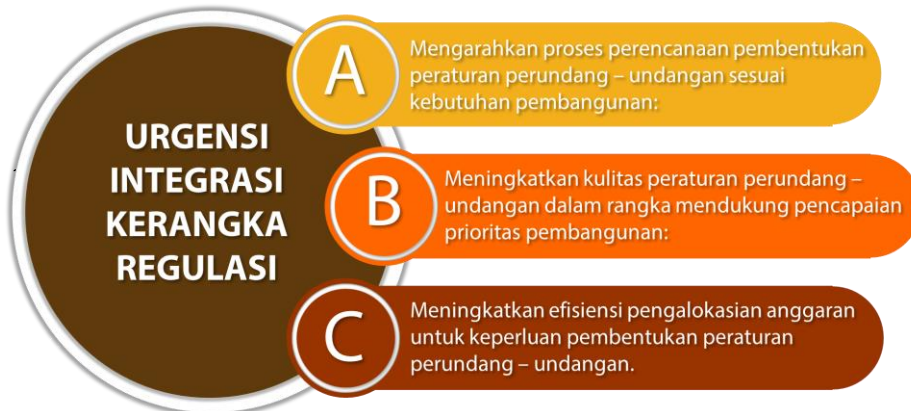 URGENSI
INTEGRASI
KERANGKA
REGULASI
A
Mengarahkan proses perencanaan pembentukan
peraturan perundang – undangan sesuai
kebutuhan pembangunan:
B
Meningkatkan kulitas peraturan perundang –
undangan dalam rangka mendukung pencapaian
prioritas pembangunan:
C
Meningkatkan efisiensi pengalokasian anggaran
untuk keperluan pembentukan peraturan
perundang – undangan.